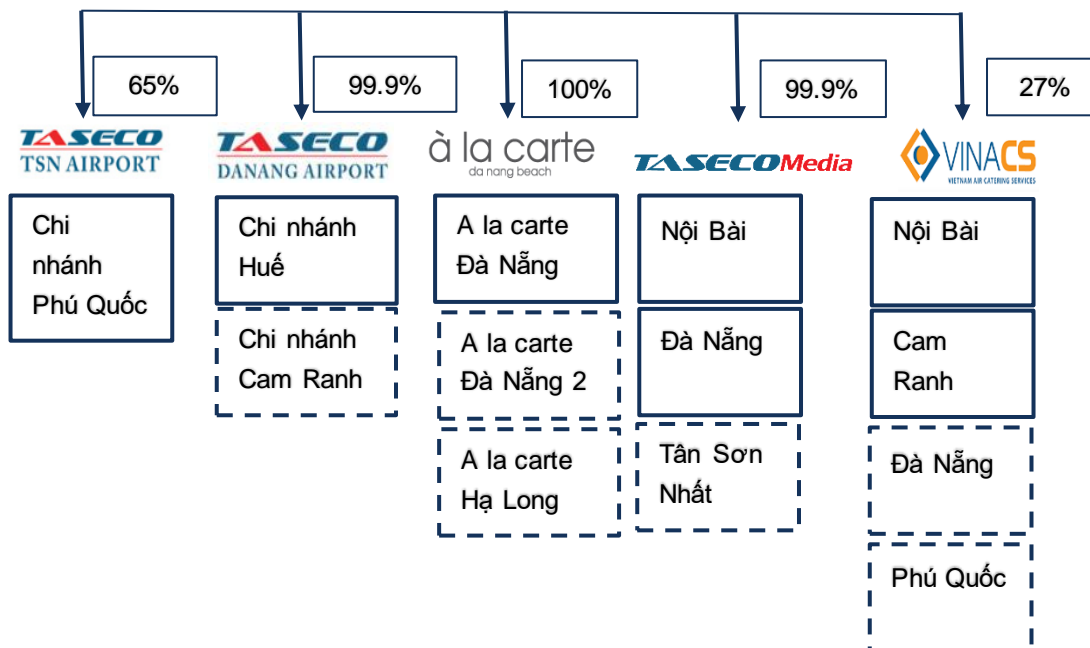 65%
99.9%
100%
99.9%
27%
TASECO
TSN AIRPORT
TASECO
DANANG AIRPORT
à la carte
da nang beach
TASECOMedia
VINACS
VIETNAM AIR CATERING SERVICES
Chi
nhánh
Phú Quốc
Chi nhánh
Huế
Chi nhánh
Cam Ranh
A la carte
Đà Nẵng
A la carte
Đà Nẵng 2
A la carte
Hạ Long
Nội Bài
Đà Nẵng
Tân Sơn
Nhất
Nội Bài
Cam
Ranh
Đà Nẵng
Phú Quốc